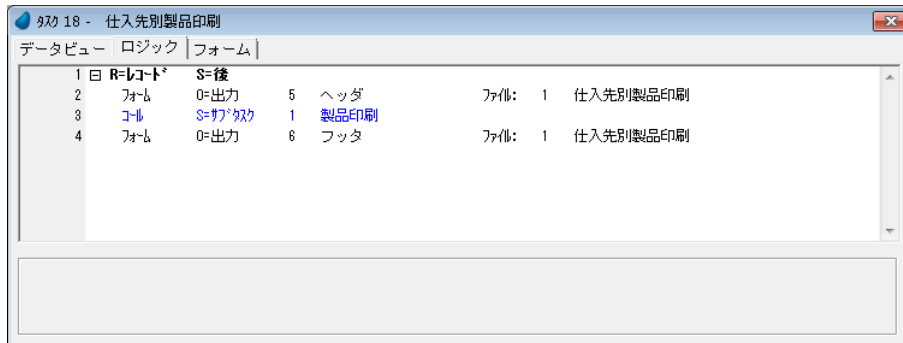 ﾀｽｸ 18 - 仕入先別製品印刷
データビュー ロジック フォーム
1 R=ﾚｺｰﾄﾞ S=後
2 ﾌｫｰﾑ O=出力 5 ヘッダ ﾌｧｲﾙ: 1 仕入先別製品印刷
3 ｺｰﾙ S=ｻﾌﾞﾀｽｸ 1 製品印刷
4 ﾌｫｰﾑ O=出力 6 フッタ ﾌｧｲﾙ: 1 仕入先別製品印刷